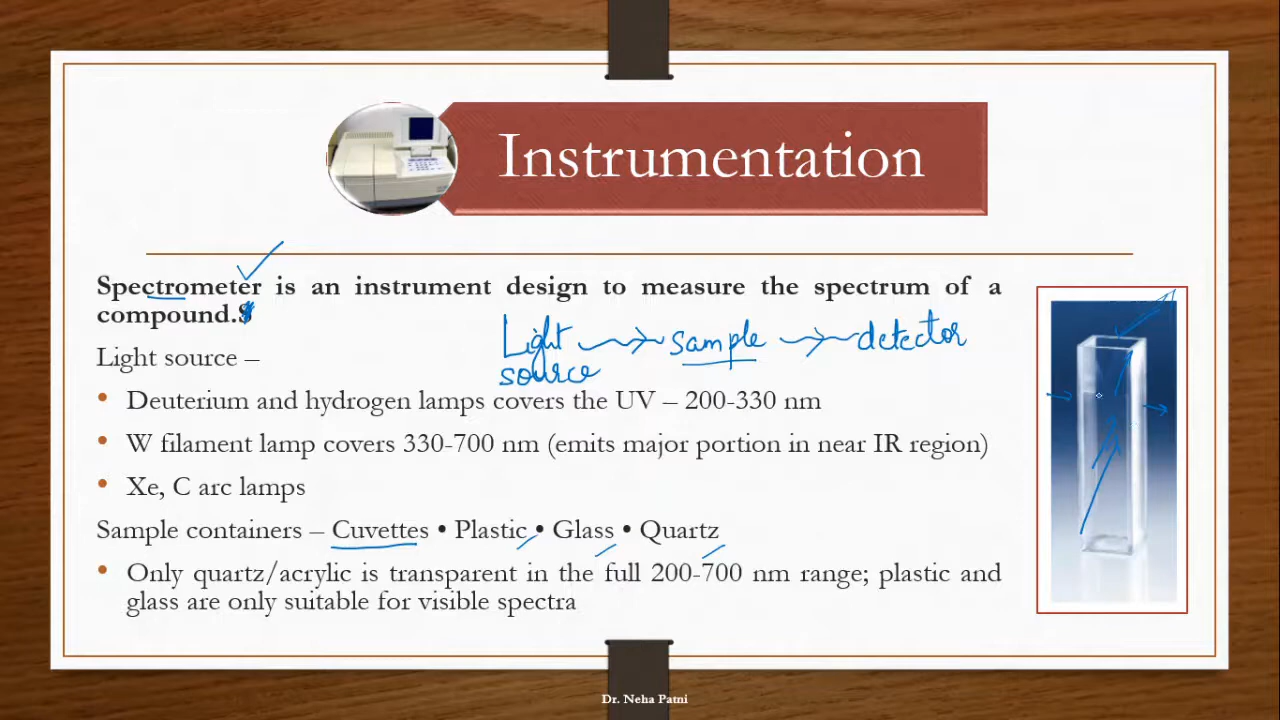 Instrumentation
Spectrometer is an instrument design to measure the spectrum of a
compound.
Light ⟶ sample ⟶ detector
source
Light source –
• Deuterium and hydrogen lamps covers the UV – 200-330 nm
• W filament lamp covers 330-700 nm (emits major portion in near IR region)
• Xe, C arc lamps
Sample containers – Cuvettes • Plastic • Glass • Quartz
• Only quartz/acrylic is transparent in the full 200-700 nm range; plastic and
glass are only suitable for visible spectra
Dr. Neha Patni